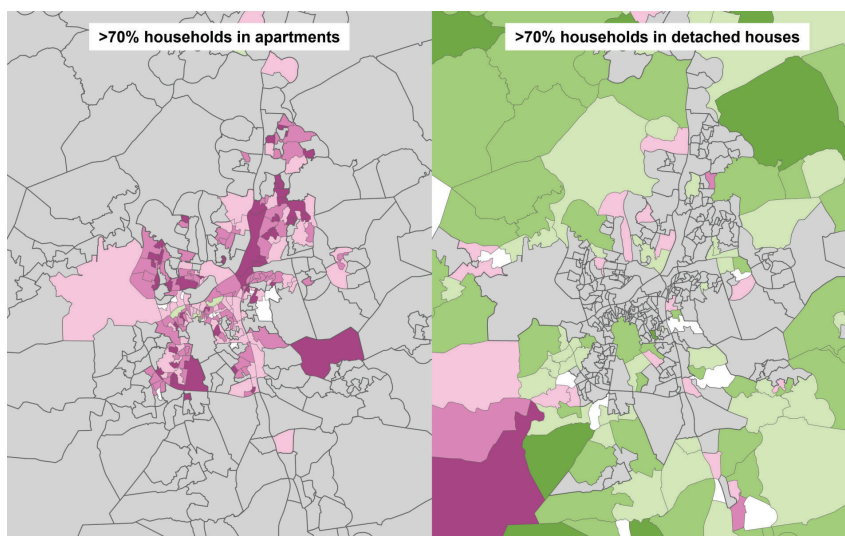 >70% households in apartments
>70% households in detached houses